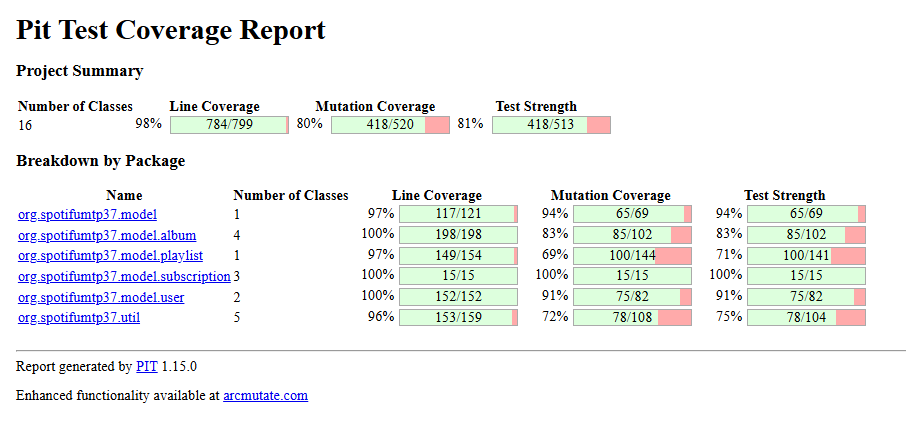 Pit Test Coverage Report
Project Summary
Number of Classes Line Coverage Mutation Coverage Test Strength
16 98% 784/799 80% 418/520 81% 418/513
Breakdown by Package
Name Number of Classes Line Coverage Mutation Coverage Test Strength
org.spotifumtp37.model 1 97% 117/121 94% 65/69 94% 65/69
org.spotifumtp37.model.album 4 100% 198/198 83% 85/102 83% 85/102
org.spotifumtp37.model.playlist 1 97% 149/154 69% 100/144 71% 100/141
org.spotifumtp37.model.subscription 3 100% 15/15 100% 15/15 100% 15/15
org.spotifumtp37.model.user 2 100% 152/152 91% 75/82 91% 75/82
org.spotifumtp37.util 5 96% 153/159 72% 78/108 75% 78/104
Report generated by PIT 1.15.0
Enhanced functionality available at arcmutate.com